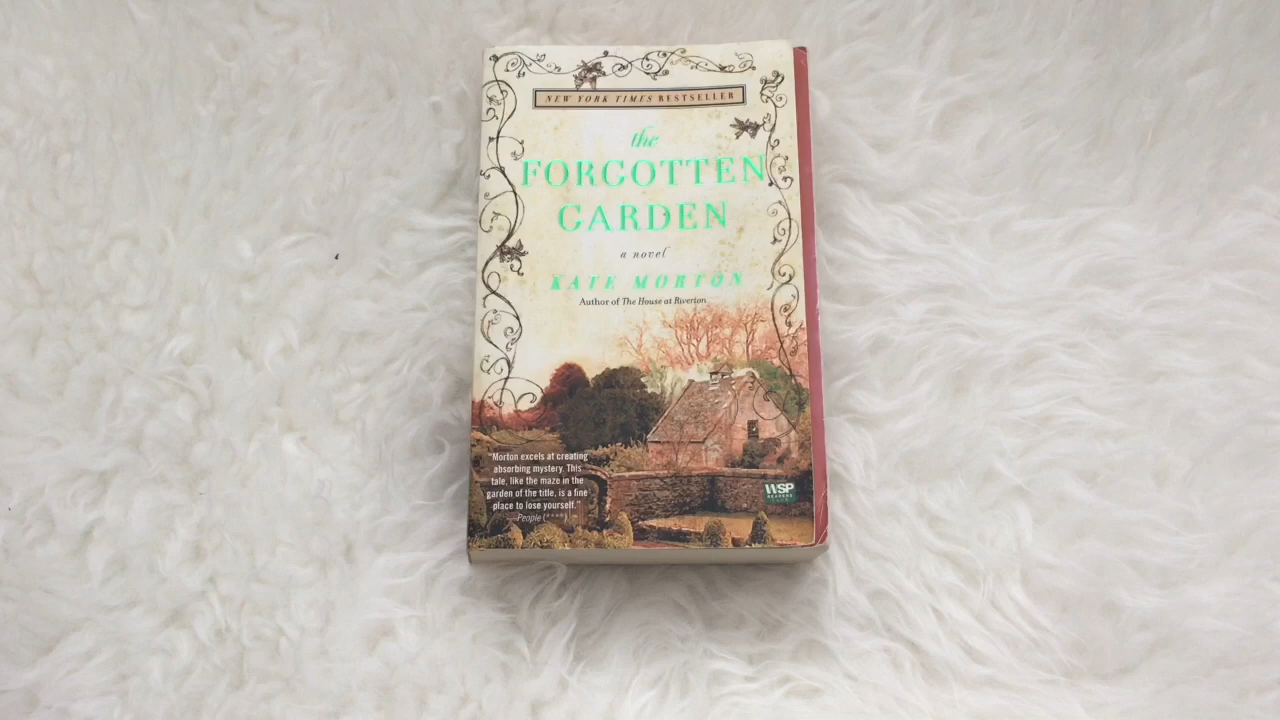 NEW YORK TIMES BESTSELLER
the
FORGOTTEN
GARDEN
a novel
KATE MORTON
Author of The House at Riverton
"Morton excels at creating
absorbing mystery. This
tale, like the maze in the
garden of the title, is a fine
place to lose yourself."
—People (****)
WSP
READERS
CLUB